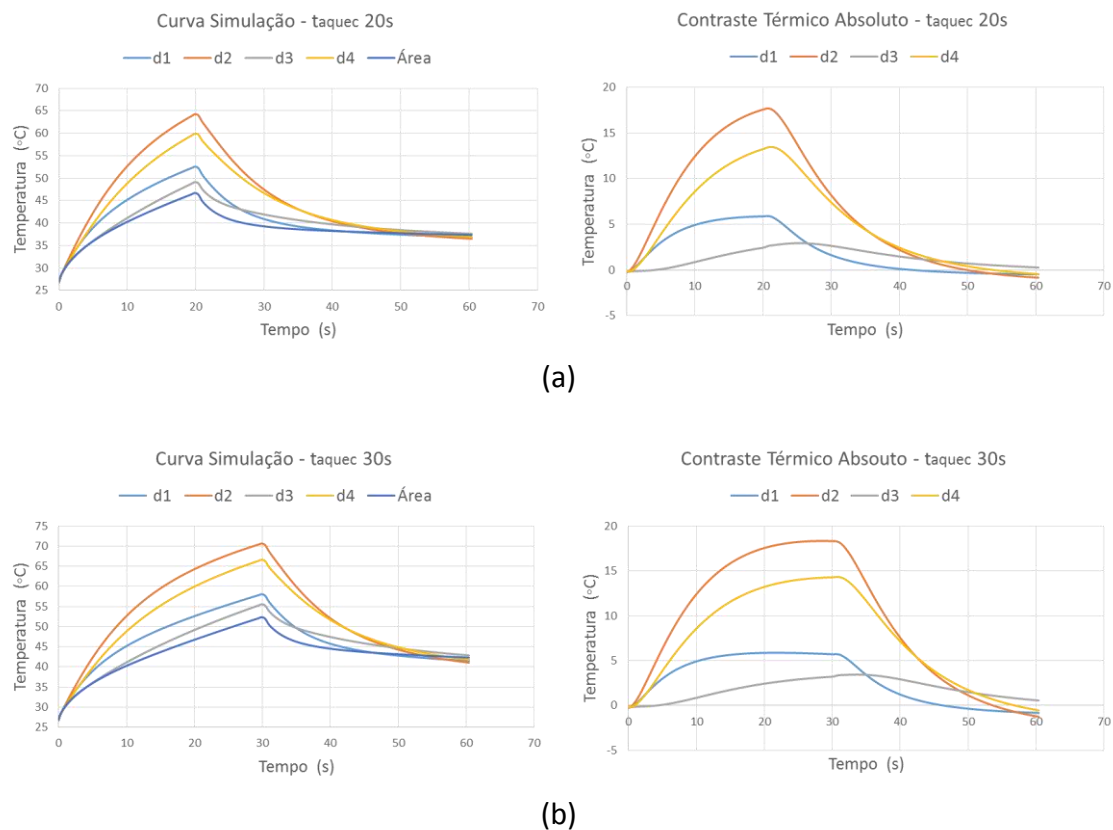 Curva Simulação - taquec 20s
d1 d2 d3 d4 Área
Temperatura (°C)
70
65
60
55
50
45
40
35
30
25
0 10 20 30 40 50 60 70
Tempo (s)
Contraste Térmico Absoluto - taquec 20s
d1 d2 d3 d4
Temperatura (°C)
20
15
10
5
0
-5
0 10 20 30 40 50 60 70
Tempo (s)
(a)
Curva Simulação - taquec 30s
d1 d2 d3 d4 Área
Temperatura (°C)
75
70
65
60
55
50
45
40
35
30
25
0 10 20 30 40 50 60 70
Tempo (s)
Contraste Térmico Absouto - taquec 30s
d1 d2 d3 d4
Temperatura (°C)
20
15
10
5
0
-5
0 10 20 30 40 50 60 70
Tempo (s)
(b)